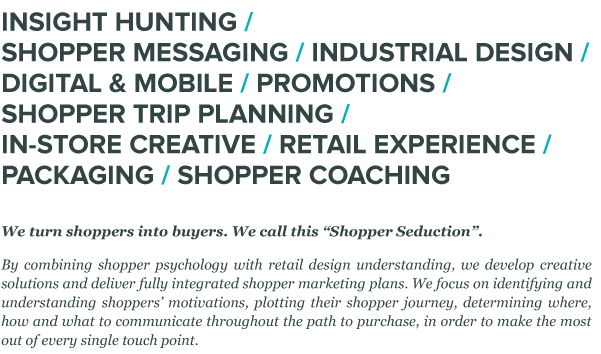 INSIGHT HUNTING /
SHOPPER MESSAGING / INDUSTRIAL DESIGN /
DIGITAL & MOBILE / PROMOTIONS /
SHOPPER TRIP PLANNING /
IN-STORE CREATIVE / RETAIL EXPERIENCE /
PACKAGING / SHOPPER COACHING
We turn shoppers into buyers. We call this “Shopper Seduction”.
By combining shopper psychology with retail design understanding, we develop creative
solutions and deliver fully integrated shopper marketing plans. We focus on identifying and
understanding shoppers’ motivations, plotting their shopper journey, determining where,
how and what to communicate throughout the path to purchase, in order to make the most
out of every single touch point.